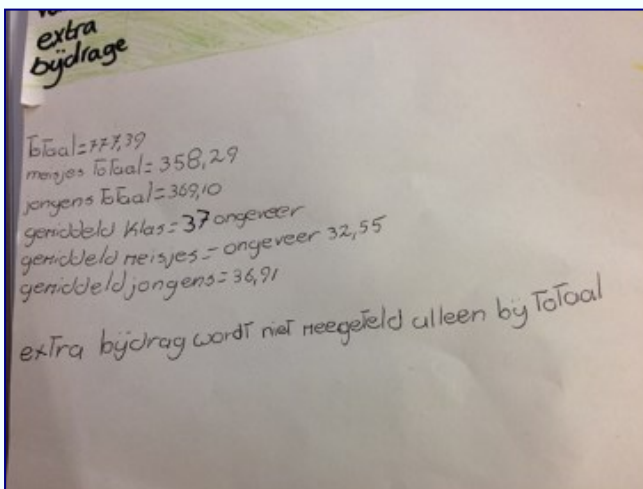 extra
bijdrage
ToTaal=777,39
meisjes ToTaal=358,29
jongens ToTaal=369,10
gemiddeld klas=37 ongeveer
gemiddeld meisjes=ongeveer 32,55
gemiddeld jongens=36,91
extra bijdrag wordT nieT meegeTeld alleen bij ToTaal